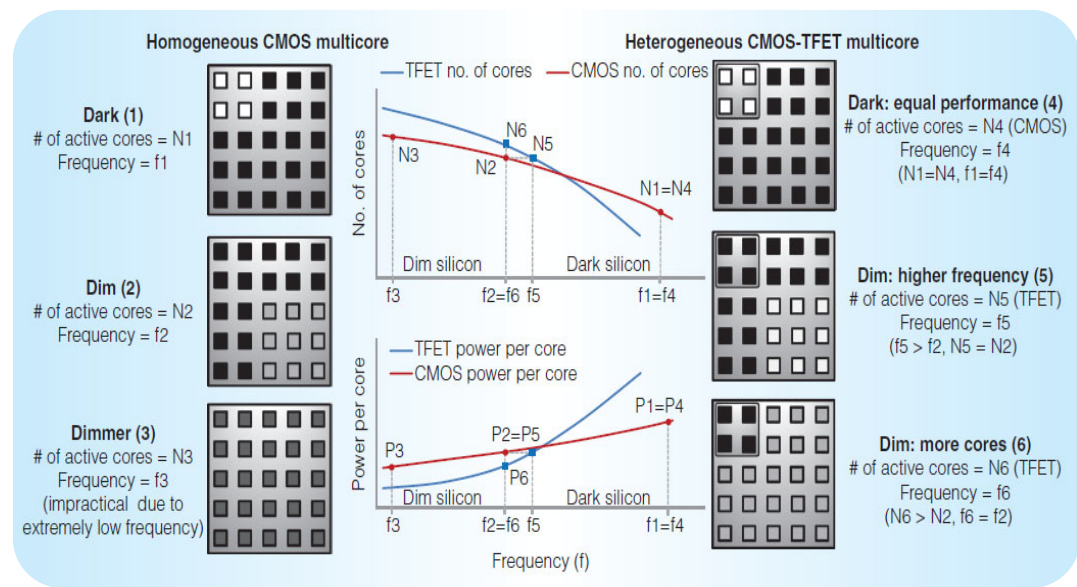 Homogeneous CMOS multicore
Dark (1)
# of active cores = N1
Frequency = f1
Dim (2)
# of active cores = N2
Frequency = f2
Dimmer (3)
# of active cores = N3
Frequency = f3
(impractical due to
extremely low frequency)
TFET no. of cores
CMOS no. of cores
No. of cores
N3
N6
N2
N5
N1=N4
Dim silicon
Dark silicon
f3
f2=f6
f5
f1=f4
TFET power per core
CMOS power per core
Power per core
P3
P2=P5
P6
P1=P4
Dim silicon
Dark silicon
f3
f2=f6
f5
f1=f4
Frequency (f)
Heterogeneous CMOS-TFET multicore
Dark: equal performance (4)
# of active cores = N4 (CMOS)
Frequency = f4
(N1=N4, f1=f4)
Dim: higher frequency (5)
# of active cores = N5 (TFET)
Frequency = f5
(f5 > f2, N5 = N2)
Dim: more cores (6)
# of active cores = N6 (TFET)
Frequency = f6
(N6 > N2, f6 = f2)